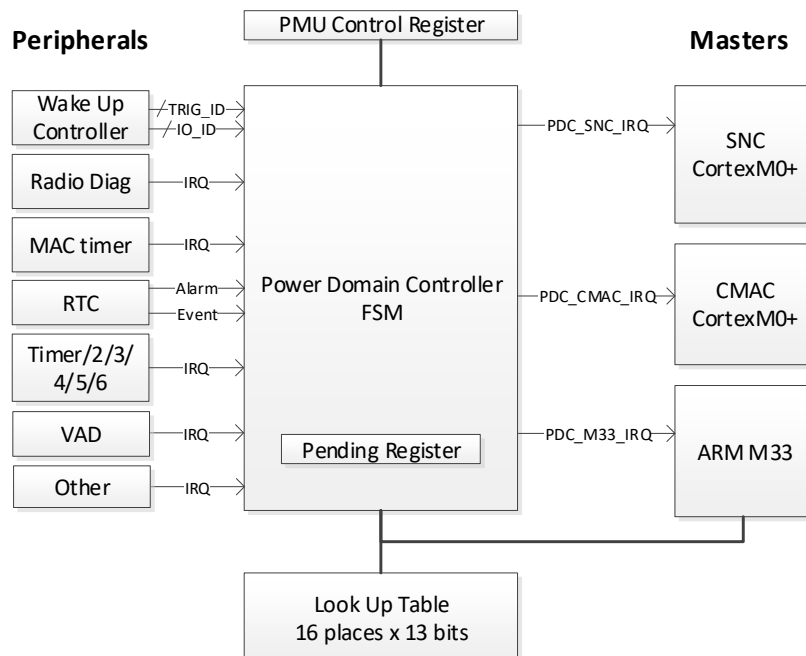 Peripherals
PMU Control Register
Masters
Wake Up
Controller
TRIG_ID
IO_ID
Radio Diag
IRQ
MAC timer
IRQ
RTC
Alarm
Event
Timer/2/3/
4/5/6
IRQ
VAD
IRQ
Other
IRQ
Power Domain Controller
FSM
Pending Register
PDC_SNC_IRQ
SNC
CortexM0+
PDC_CMAC_IRQ
CMAC
CortexM0+
PDC_M33_IRQ
ARM M33
Look Up Table
16 places x 13 bits